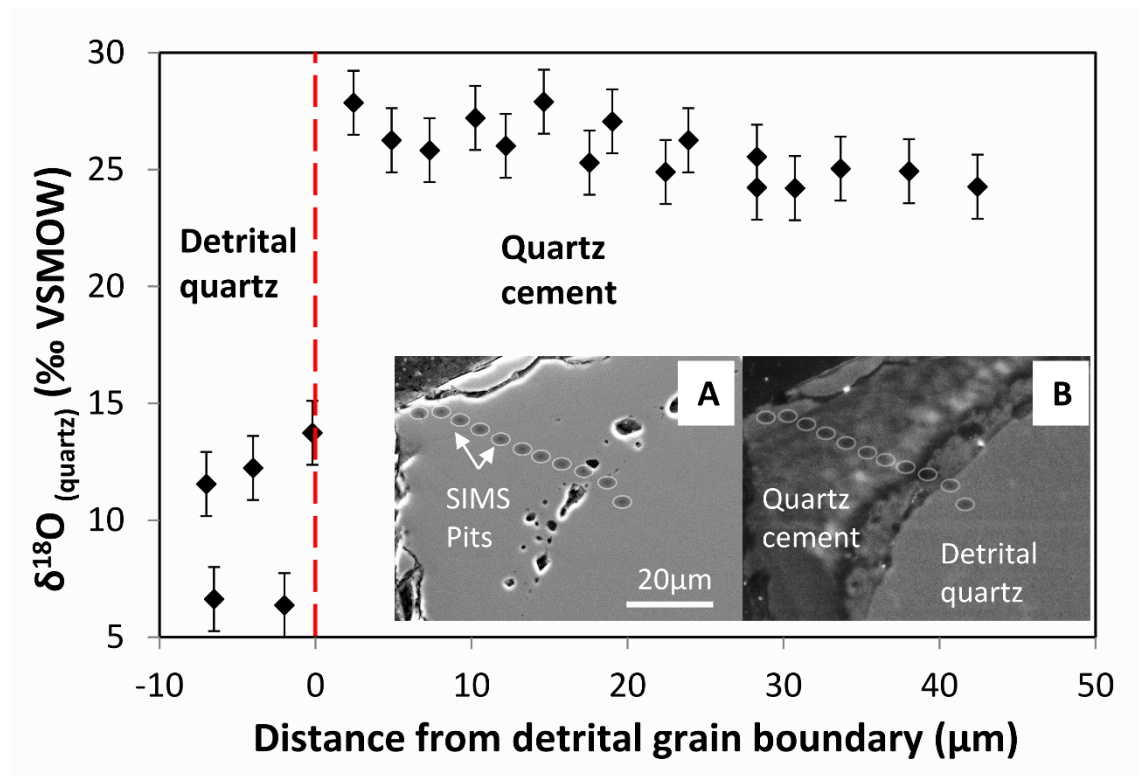 δ18O (quartz) (‰ VSMOW)
30
25
20
15
10
5
Detrital
quartz
Quartz
cement
A
SIMS
Pits
20µm
B
Quartz
cement
Detrital
quartz
-10 0 10 20 30 40 50
Distance from detrital grain boundary (µm)